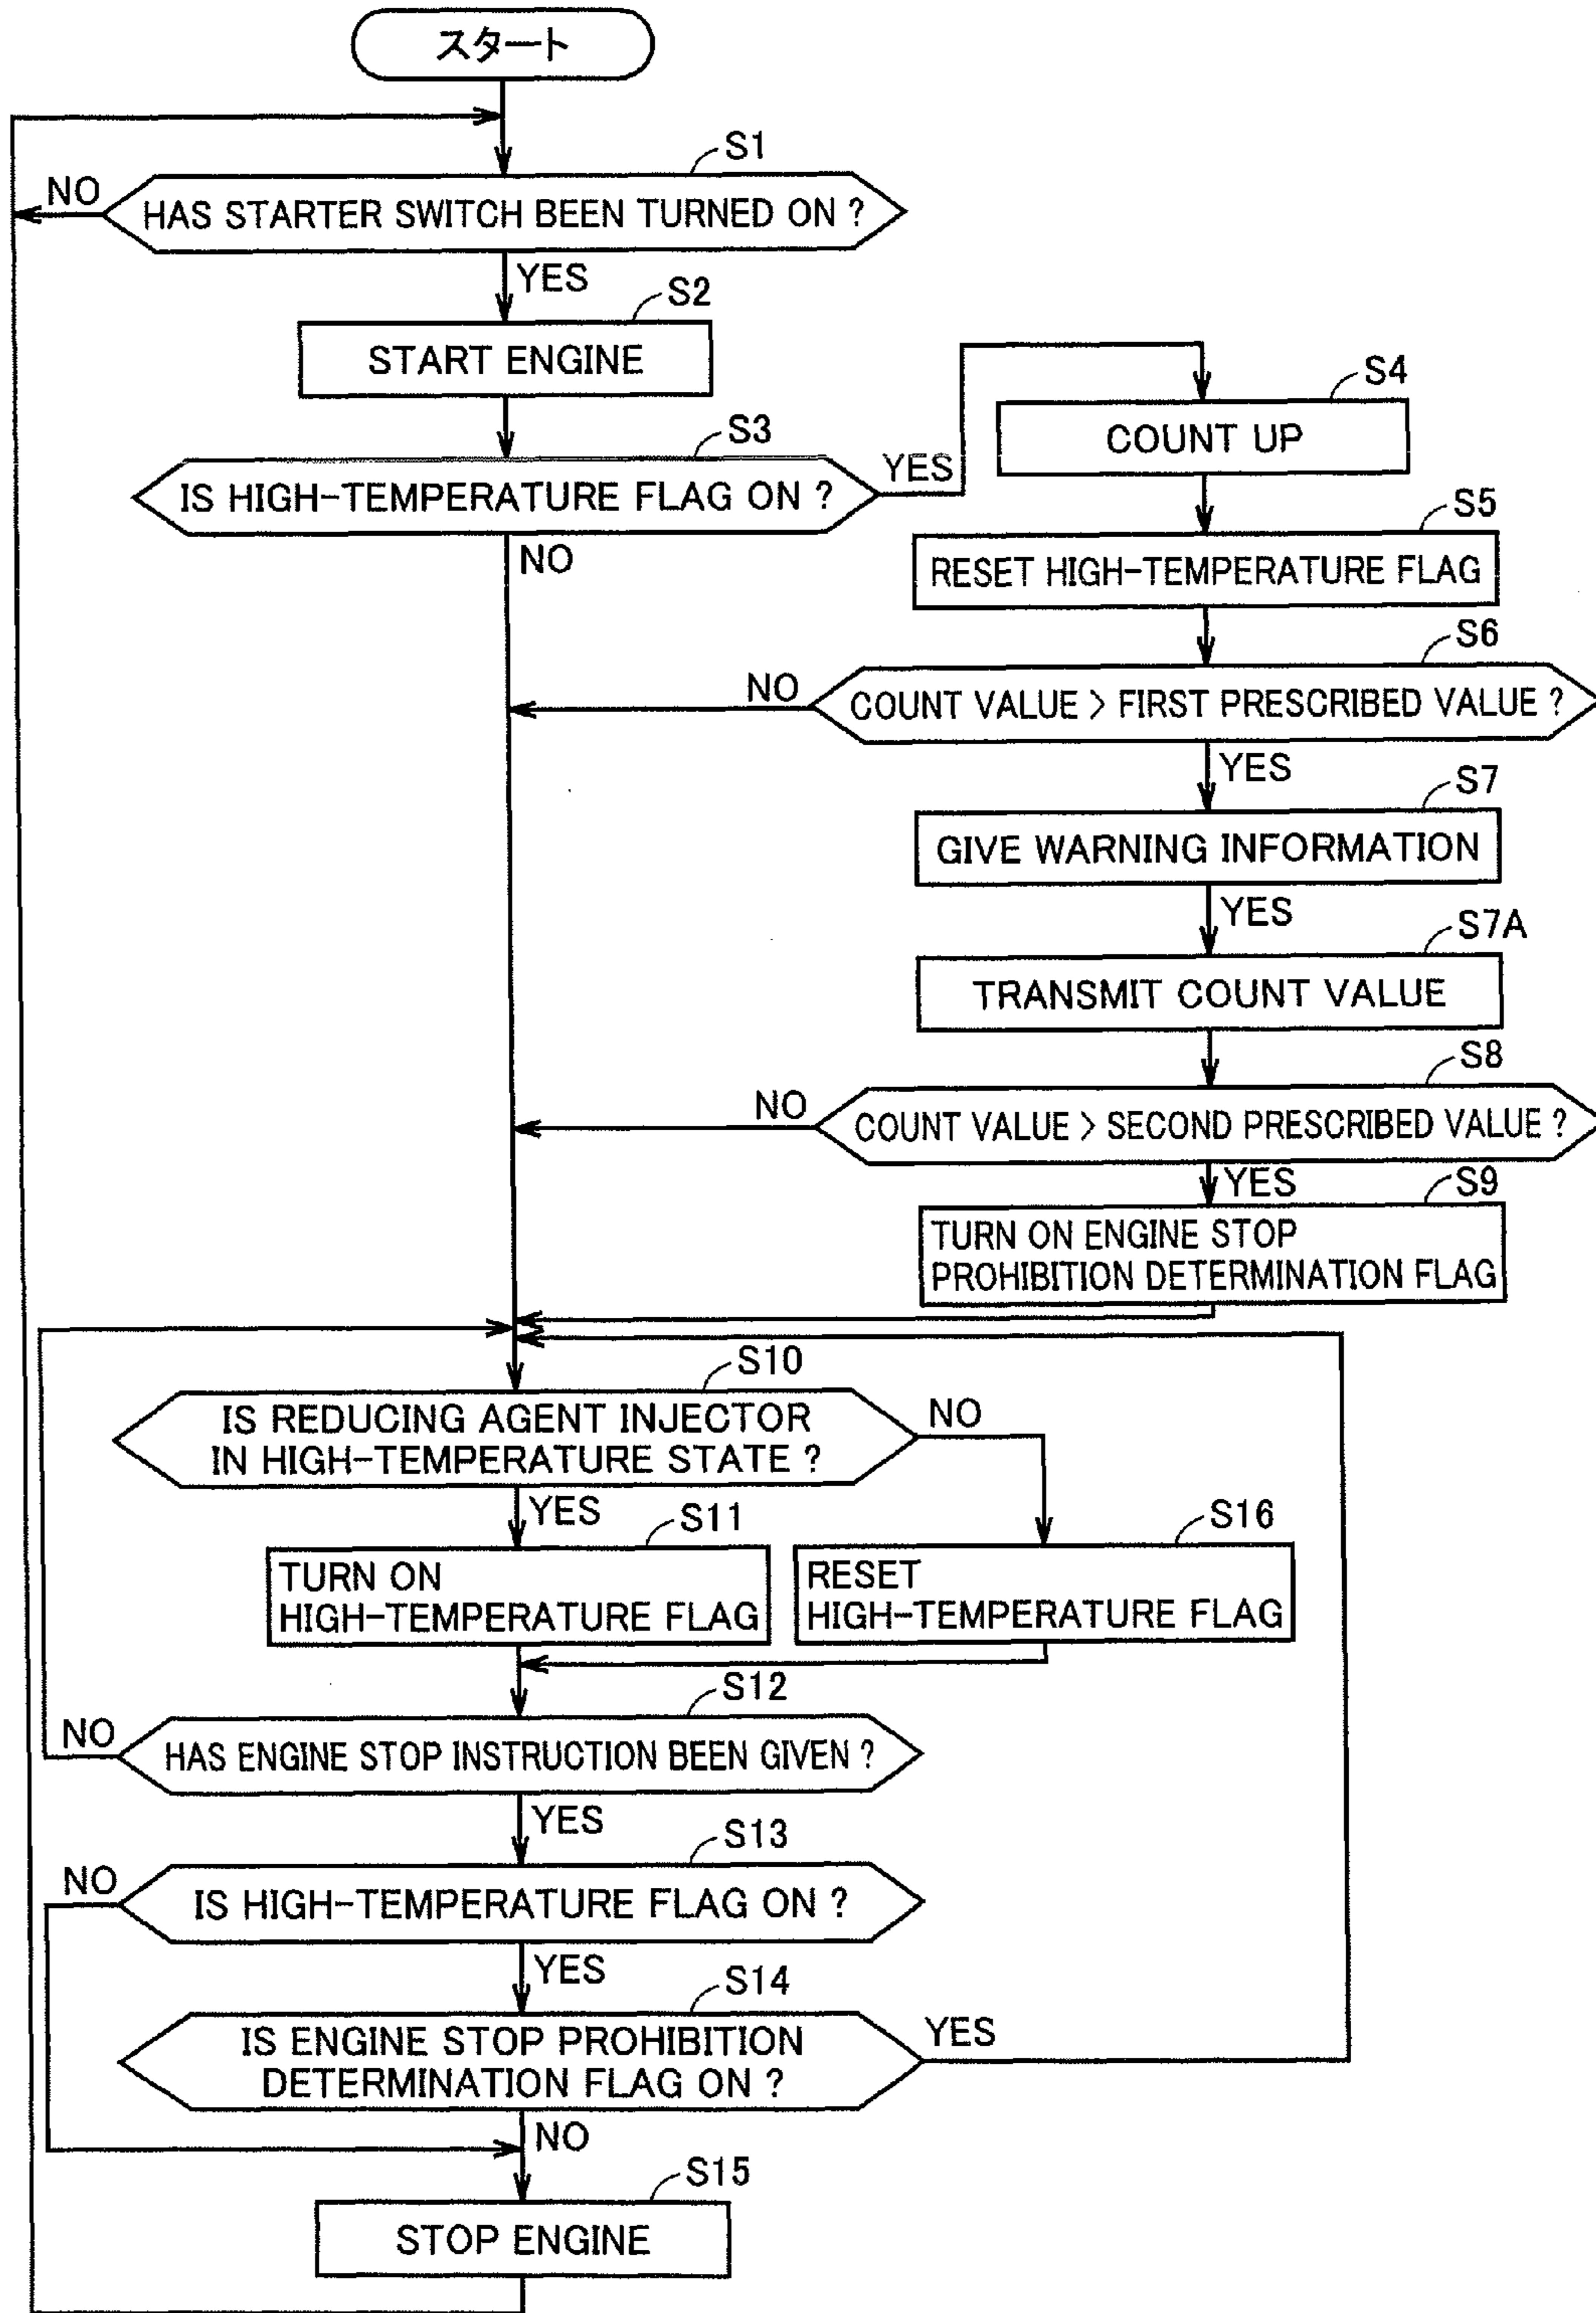 スタート
S1
NO
HAS STARTER SWITCH BEEN TURNED ON ?
YES
S2
START ENGINE
S3
IS HIGH-TEMPERATURE FLAG ON ?
YES
NO
S4
COUNT UP
S5
RESET HIGH-TEMPERATURE FLAG
S6
NO
COUNT VALUE > FIRST PRESCRIBED VALUE ?
YES
S7
GIVE WARNING INFORMATION
YES
S7A
TRANSMIT COUNT VALUE
S8
NO
COUNT VALUE > SECOND PRESCRIBED VALUE ?
YES
S9
TURN ON ENGINE STOP
PROHIBITION DETERMINATION FLAG
S10
IS REDUCING AGENT INJECTOR
IN HIGH-TEMPERATURE STATE ?
NO
YES
S11
TURN ON
HIGH-TEMPERATURE FLAG
S16
RESET
HIGH-TEMPERATURE FLAG
S12
NO
HAS ENGINE STOP INSTRUCTION BEEN GIVEN ?
YES
S13
NO
IS HIGH-TEMPERATURE FLAG ON ?
YES
S14
IS ENGINE STOP PROHIBITION
DETERMINATION FLAG ON ?
YES
NO
S15
STOP ENGINE